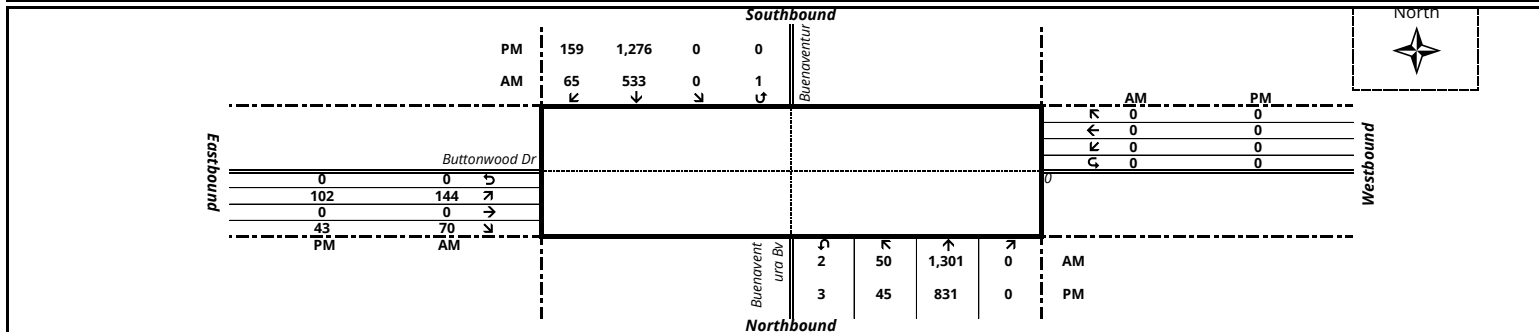 Southbound
North
Buenaventur
PM 159 1,276 0 0
AM 65 533 0 1
↙ ↓ ↘ ↺
AM PM
↖ 0 0
← 0 0
↙ 0 0
0 0
Eastbound
Westbound
Buttonwood Dr
0 0
102 144 ↗
0 0 →
43 70 ↘
PM AM
0
Buenavent
ura Bv
↖ ↑ ↗
2 50 1,301 0 AM
3 45 831 0 PM
Northbound